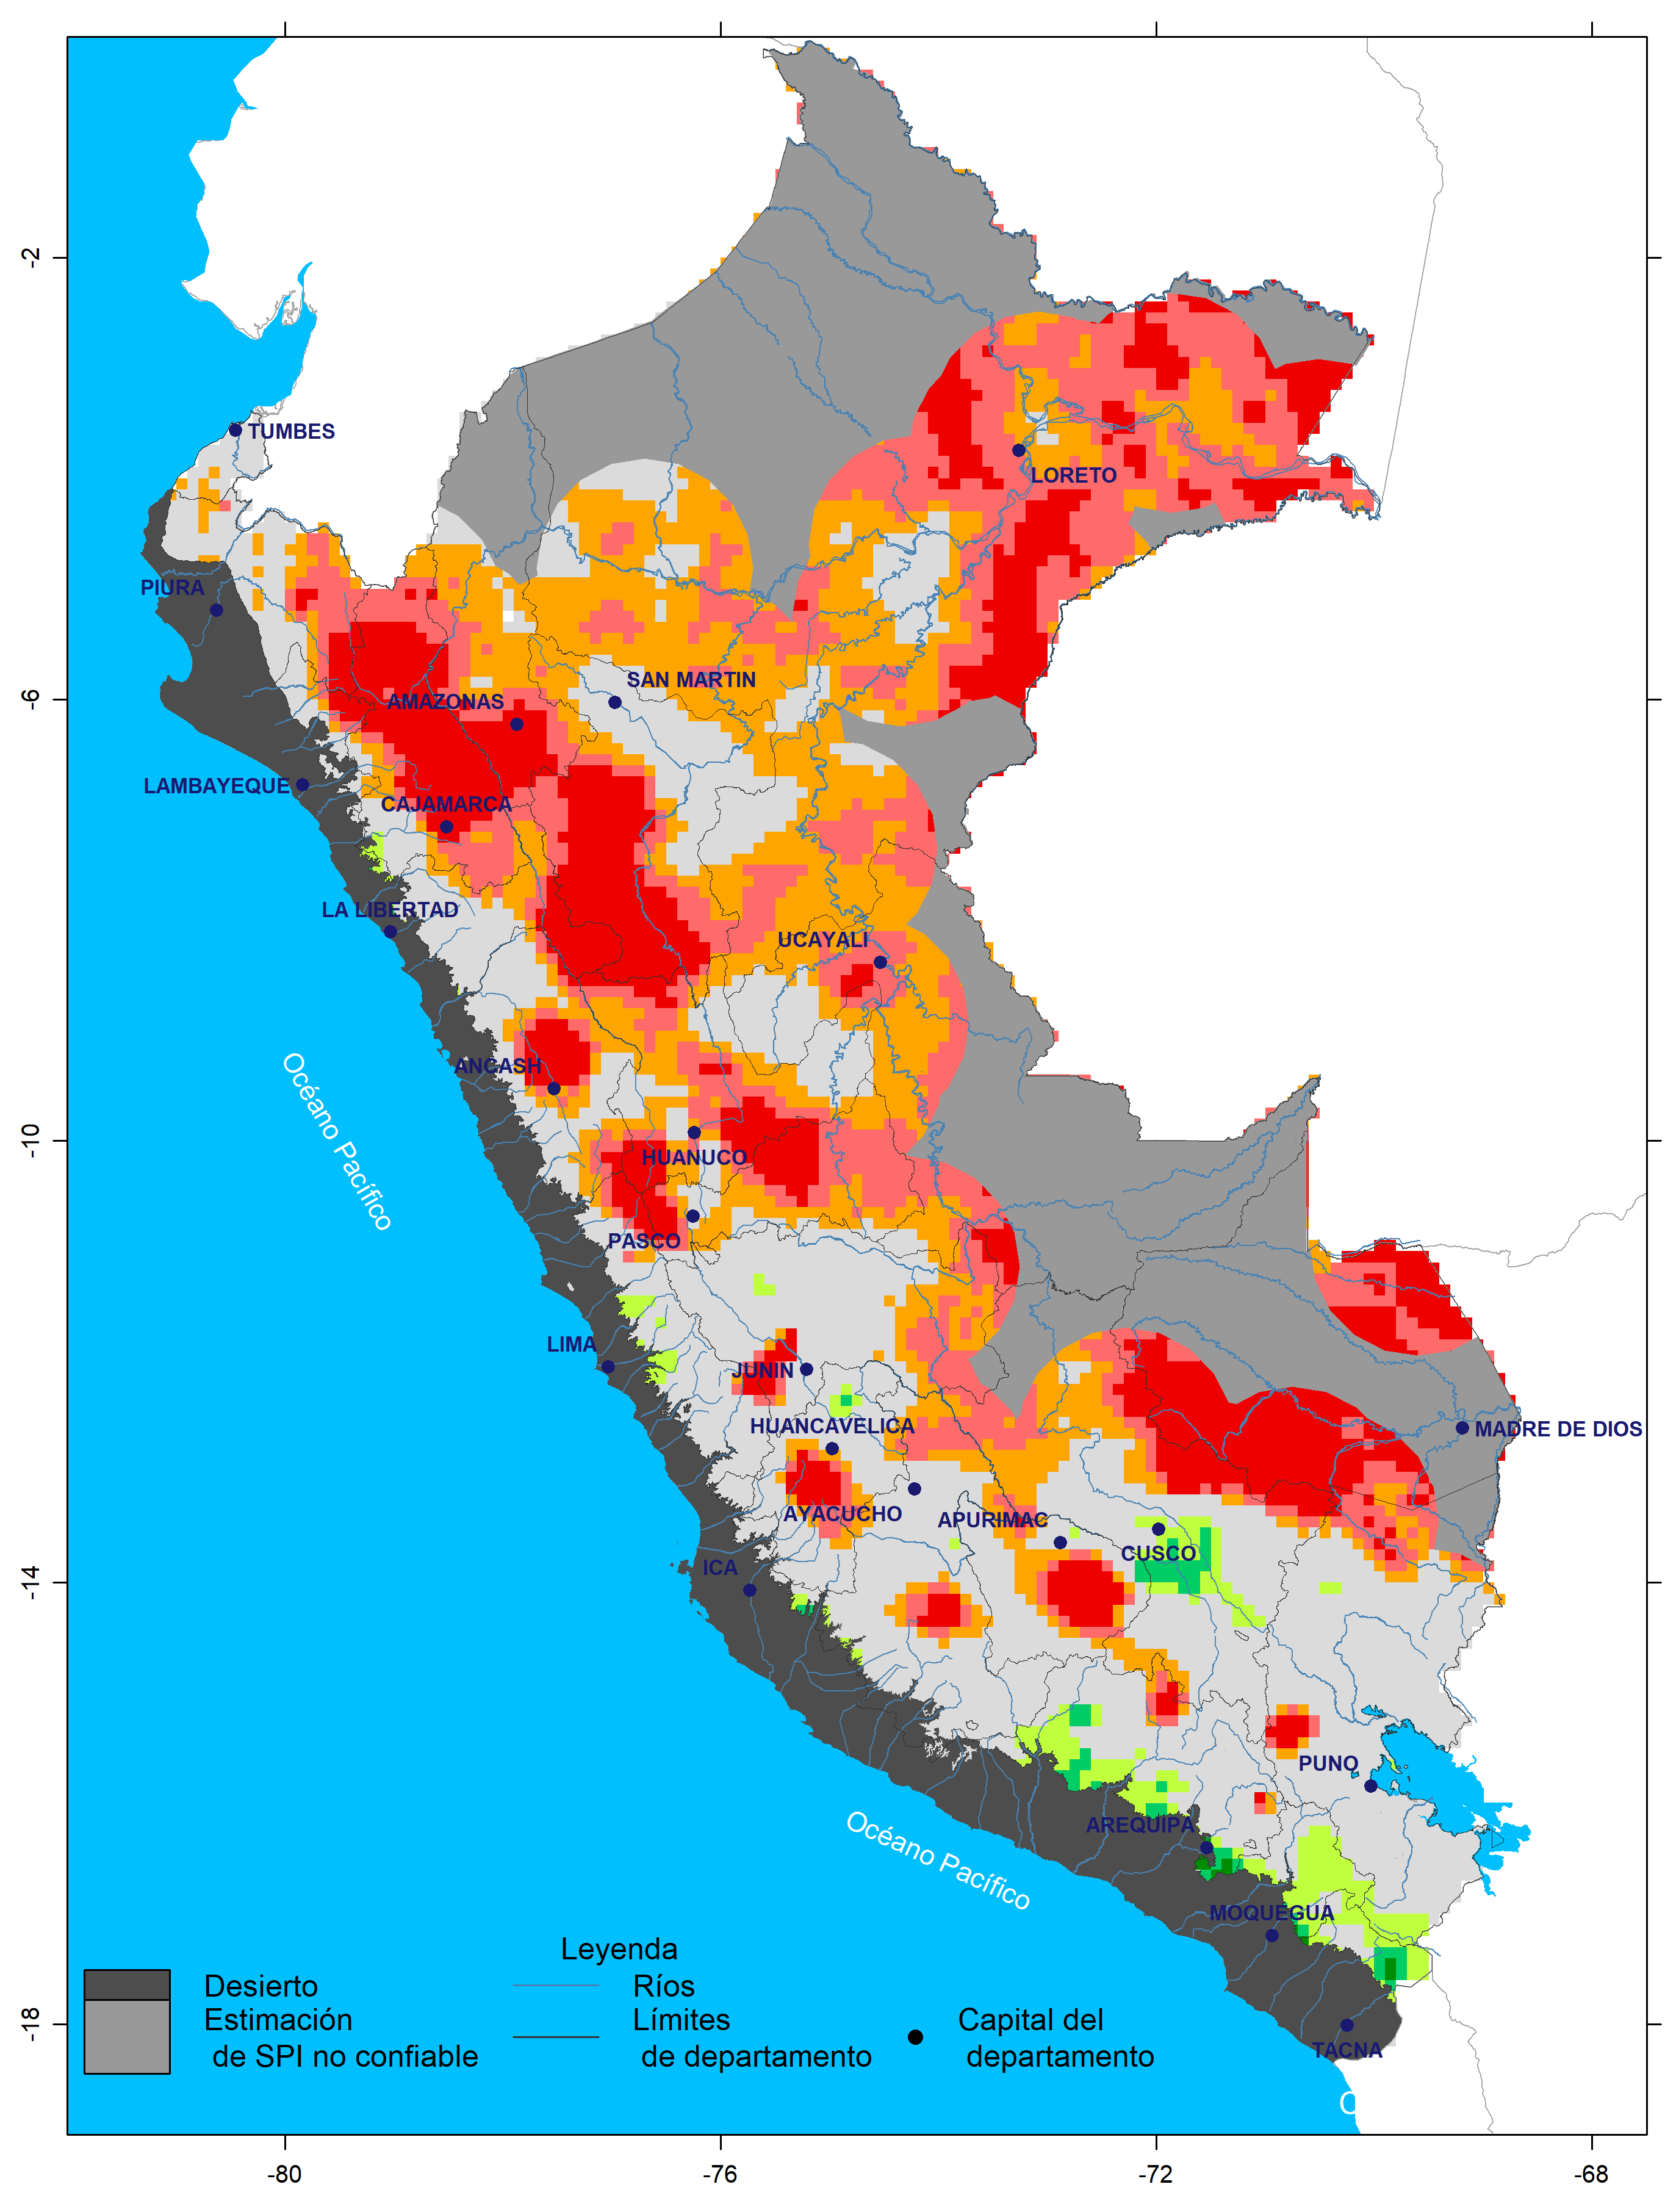 -2
-6
-10
-14
-18
TUMBES
LORETO
PIURA
SAN MARTIN
AMAZONAS
LAMBAYEQUE
CAJAMARCA
LA LIBERTAD
UCAYALI
ANCASH
Océano Pacífico
HUANUCO
PASCO
LIMA
JUNIN
HUANCAVELICA
MADRE DE DIOS
AYACUCHO
APURIMAC
CUSCO
ICA
PUNO
Océano Pacífico
AREQUIPA
MOQUEGUA
TACNA
O
Leyenda
Desierto
Estimación
de SPI no confiable
Ríos
Límites
de departamento
Capital del
departamento
-80
-76
-72
-68